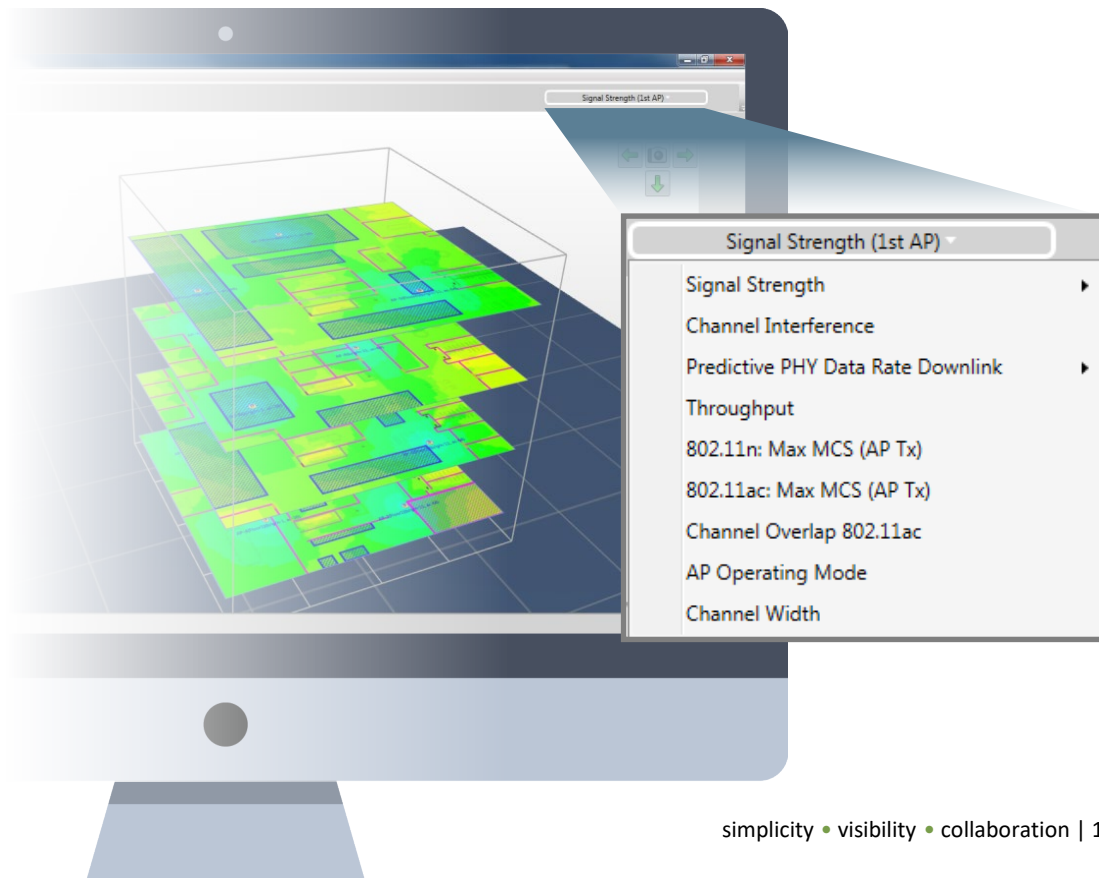 Signal Strength (1st AP)
Signal Strength (1st AP)
Signal Strength
Channel Interference
Predictive PHY Data Rate Downlink
Throughput
802.11n: Max MCS (AP Tx)
802.11ac: Max MCS (AP Tx)
Channel Overlap 802.11ac
AP Operating Mode
Channel Width
simplicity • visibility • collaboration | 1